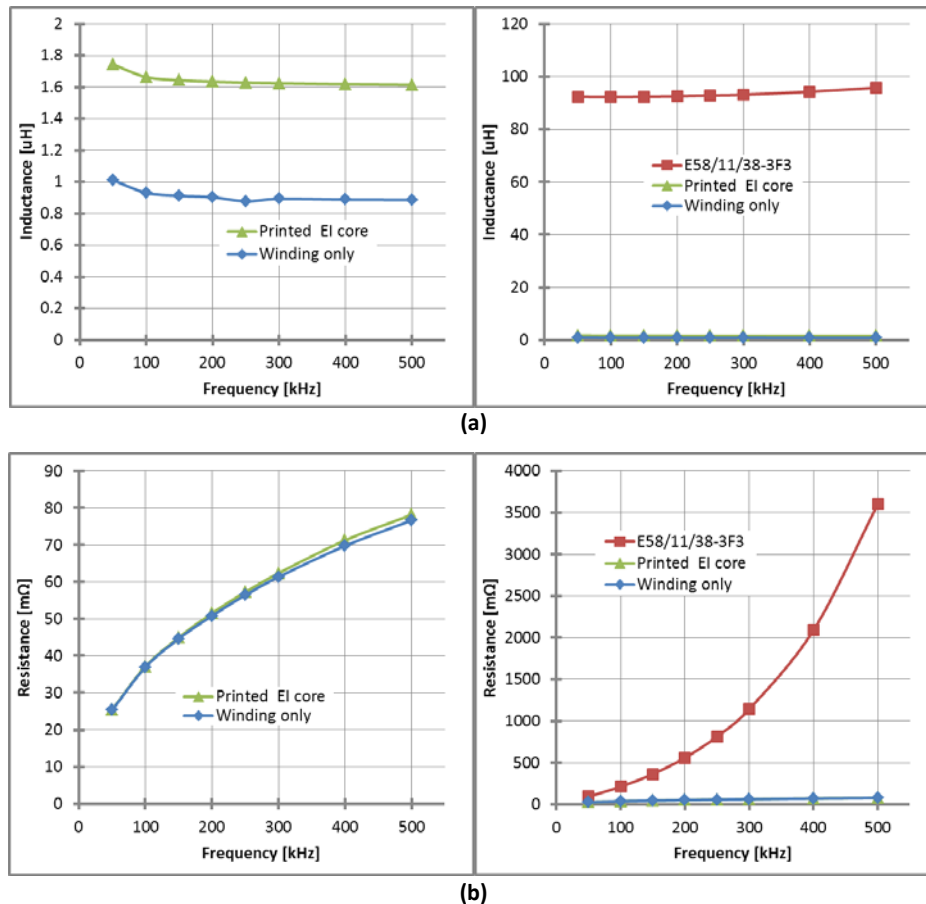 2
1.8
1.6
1.4
1.2
1
0.8
0.6
0.4
0.2
0
Inductance [uH]
Printed EI core
Winding only
0 100 200 300 400 500
Frequency [kHz]
120
100
80
60
40
20
0
Inductance [uH]
E58/11/38-3F3
Printed EI core
Winding only
0 100 200 300 400 500
Frequency [kHz]
(a)
90
80
70
60
50
40
30
20
10
0
Resistance [mΩ]
Printed EI core
Winding only
0 100 200 300 400 500
Frequency [kHz]
4000
3500
3000
2500
2000
1500
1000
500
0
Resistance [mΩ]
E58/11/38-3F3
Printed EI core
Winding only
0 100 200 300 400 500
Frequency [kHz]
(b)